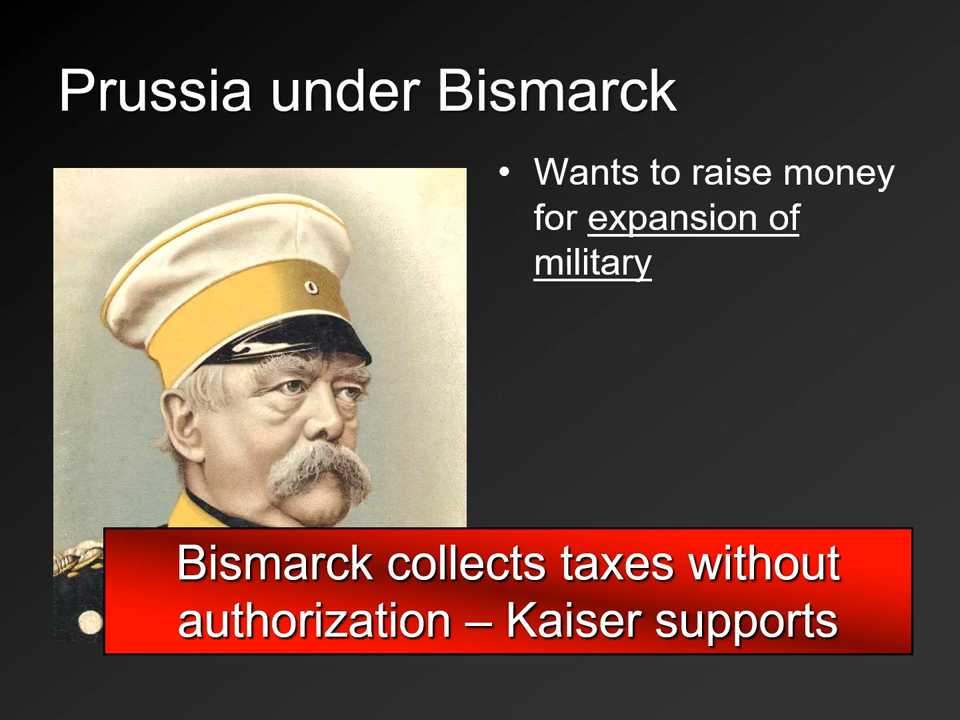 Prussia under Bismarck
• Wants to raise money
for expansion of
military
Bismarck collects taxes without
authorization – Kaiser supports